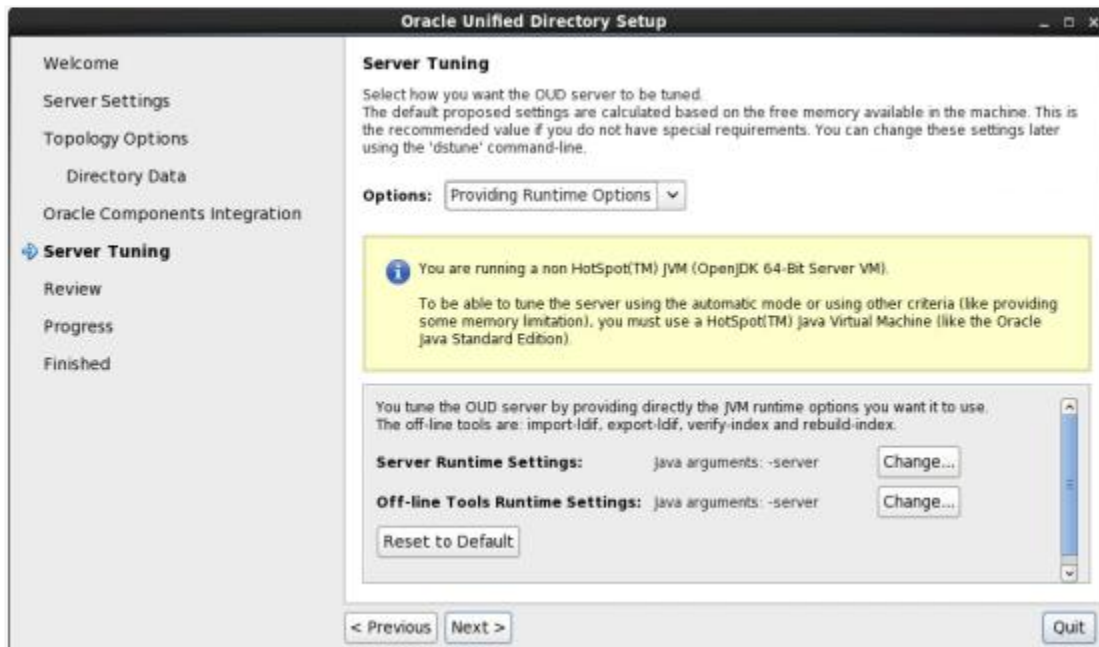 Oracle Unified Directory Setup
Welcome
Server Settings
Topology Options
Directory Data
Oracle Components Integration
Server Tuning
Review
Progress
Finished
Server Tuning
Select how you want the OUD server to be tuned.
The default proposed settings are calculated based on the free memory available in the machine. This is
the recommended value if you do not have special requirements. You can change these settings later
using the 'dstune' command-line.
Options: Providing Runtime Options
You are running a non HotSpot(TM) JVM (OpenJDK 64-Bit Server VM).
To be able to tune the server using the automatic mode or using other criteria (like providing
some memory limitation), you must use a HotSpot(TM) Java Virtual Machine (like the Oracle
Java Standard Edition).
You tune the OUD server by providing directly the JVM runtime options you want it to use.
The off-line tools are: import-ldif, export-ldif, verify-index and rebuild-index.
Server Runtime Settings: Java arguments: -server Change...
Off-line Tools Runtime Settings: Java arguments: -server Change...
Reset to Default
< Previous Next > Quit